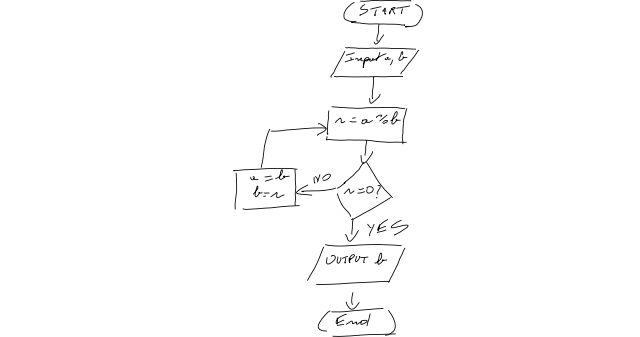 START
Input a, b
r = a % b
a = b
b = r
NO
r = 0?
YES
OUTPUT b
End